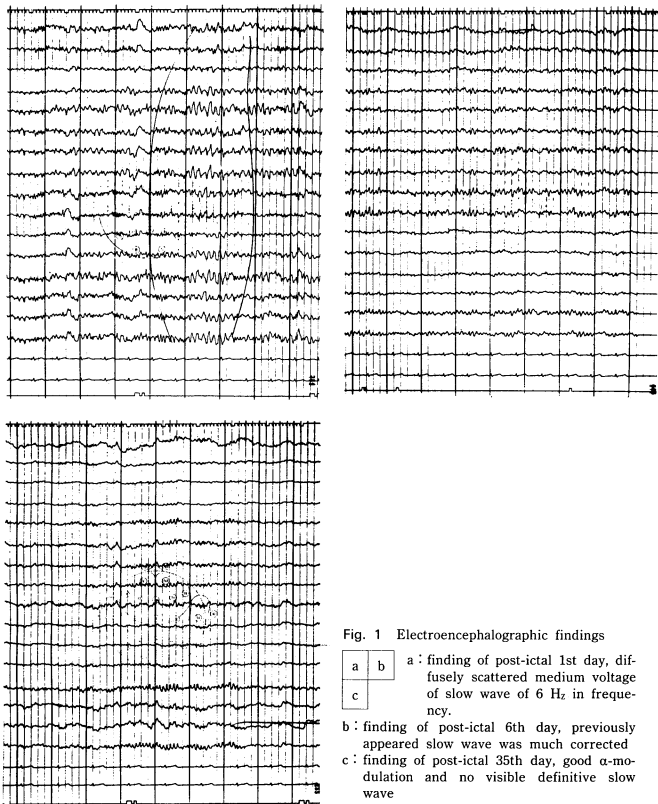 Fig. 1 Electroencephalographic findings
a b
c
a : finding of post-ictal 1st day, dif-
fusely scattered medium voltage
of slow wave of 6 Hz in freque-
ncy.
b : finding of post-ictal 6th day, previously
appeared slow wave was much corrected
c : finding of post-ictal 35th day, good α-mo-
dulation and no visible definitive slow
wave